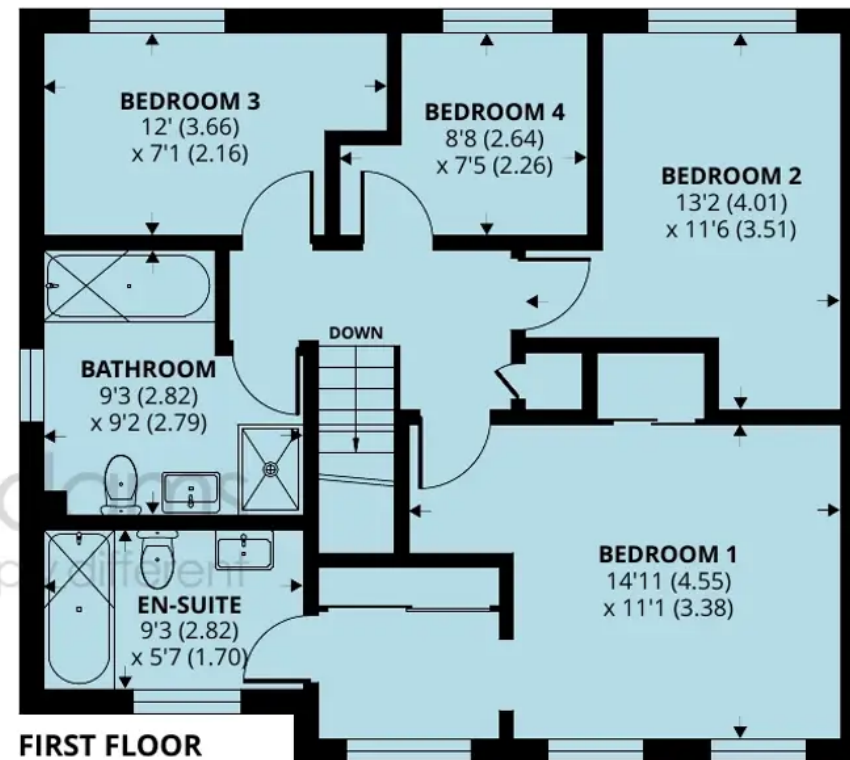 BEDROOM 3
12' (3.66)
x 7'1 (2.16)
BEDROOM 4
8'8 (2.64)
x 7'5 (2.26)
BEDROOM 2
13'2 (4.01)
x 11'6 (3.51)
DOWN
BATHROOM
9'3 (2.82)
x 9'2 (2.79)
BEDROOM 1
14'11 (4.55)
x 11'1 (3.38)
different
EN-SUITE
9'3 (2.82)
x 5'7 (1.70)
FIRST FLOOR